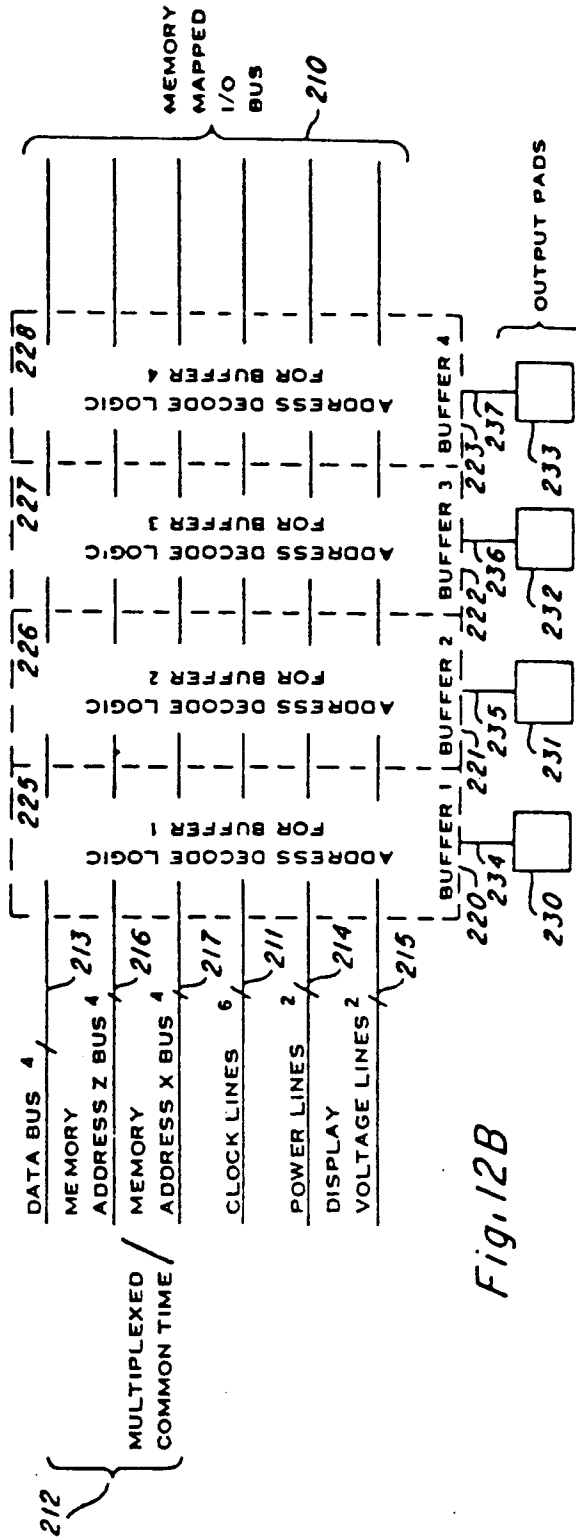 212
MULTIPLEXED
COMMON TIME
DATA BUS 4
213
MEMORY
ADDRESS Z BUS 4
216
MEMORY
ADDRESS X BUS 4
217
CLOCK LINES 6
211
POWER LINES 2
214
DISPLAY
VOLTAGE LINES 2
215
225
226
227
228
ADDRESS DECODE LOGIC
FOR BUFFER 1
ADDRESS DECODE LOGIC
FOR BUFFER 2
ADDRESS DECODE LOGIC
FOR BUFFER 3
ADDRESS DECODE LOGIC
FOR BUFFER 4
MEMORY
MAPPED
I/O
BUS
210
BUFFER 1
BUFFER 2
BUFFER 3
BUFFER 4
220
234
221
235
222
236
223
237
230
231
232
233
OUTPUT PADS
Fig. 12B